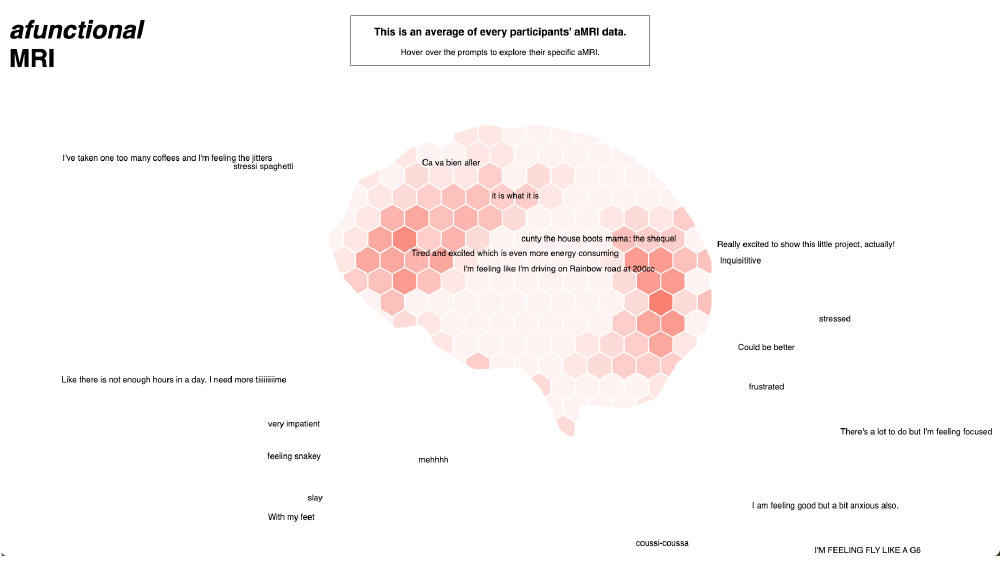 afunctional
MRI
This is an average of every participants' aMRI data.
Hover over the prompts to explore their specific aMRI.
I've taken one too many coffees and I'm feeling the jitters
stressi spaghetti
Ca va bien aller
it is what it is
cunty the house boots mama: the shequel
Tired and excited which is even more energy consuming
I'm feeling like I'm driving on Rainbow road at 200cc
Really excited to show this little project, actually!
Inquisititive
stressed
Could be better
Like there is not enough hours in a day. I need more tiiiiiiiime
frustrated
very impatient
There's a lot to do but I'm feeling focused
feeling snakey
mehhhh
slay
I am feeling good but a bit anxious also.
With my feet
coussi-coussa
I'M FEELING FLY LIKE A G6